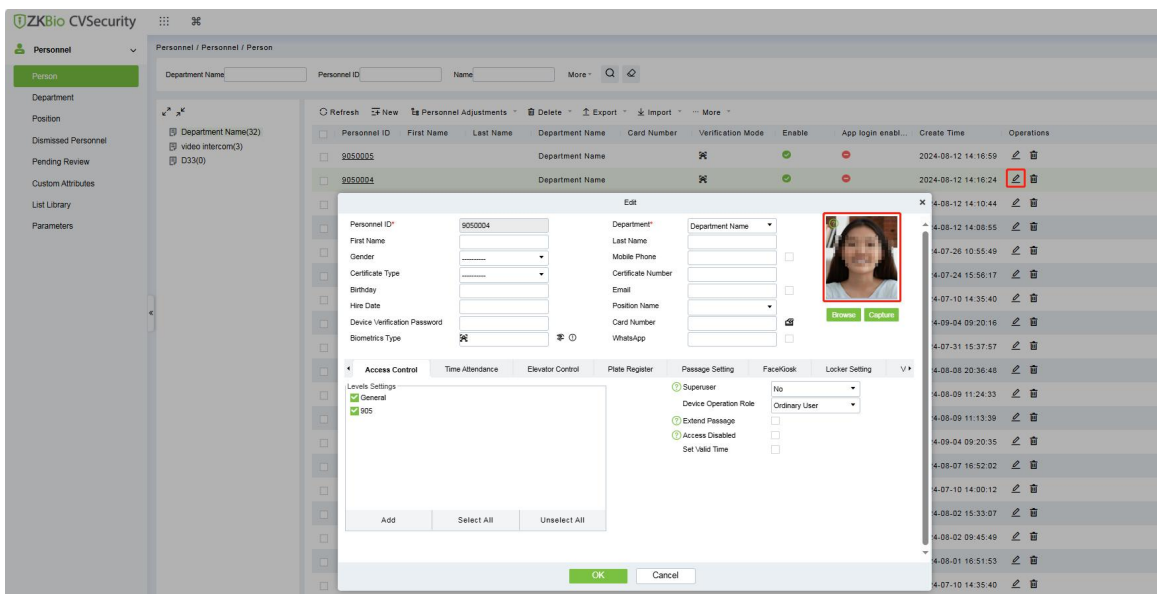 ZKBio CVSecurity
Personnel
Personnel / Personnel / Person
Person
Department
Position
Dismissed Personnel
Pending Review
Custom Attributes
List Library
Parameters
Department Name Personnel ID Name More
Department Name(32)
video intercom(3)
D33(0)
Refresh New Personnel Adjustments Delete Export Import More
Personnel ID First Name Last Name Department Name Card Number Verification Mode Enable App login enabl... Create Time Operations
9050005 Department Name 2024-08-12 14:16:59
9050004 Department Name 2024-08-12 14:16:24
Edit
Personnel ID* 9050004 Department* Department Name
First Name Last Name
Gender ---------- Mobile Phone
Certificate Type ---------- Certificate Number
Birthday Email
Hire Date Position Name
Device Verification Password Card Number
Biometrics Type WhatsApp
Browse Capture
Access Control Time Attendance Elevator Control Plate Register Passage Setting FaceKiosk Locker Setting
Levels Settings
General
905
Add Select All Unselect All
Superuser No
Device Operation Role Ordinary User
Extend Passage
Access Disabled
Set Valid Time
OK Cancel
4-08-12 14:10:44
4-08-12 14:08:55
4-07-26 10:55:49
4-07-24 15:56:17
4-07-10 14:35:40
4-09-04 09:20:16
4-07-31 15:37:57
4-08-08 20:36:48
4-08-09 11:24:33
4-08-09 11:13:39
4-09-04 09:20:35
4-08-07 16:52:02
4-07-10 14:00:12
4-08-02 15:33:07
4-08-02 09:45:49
4-08-01 16:51:53
4-07-10 14:35:40